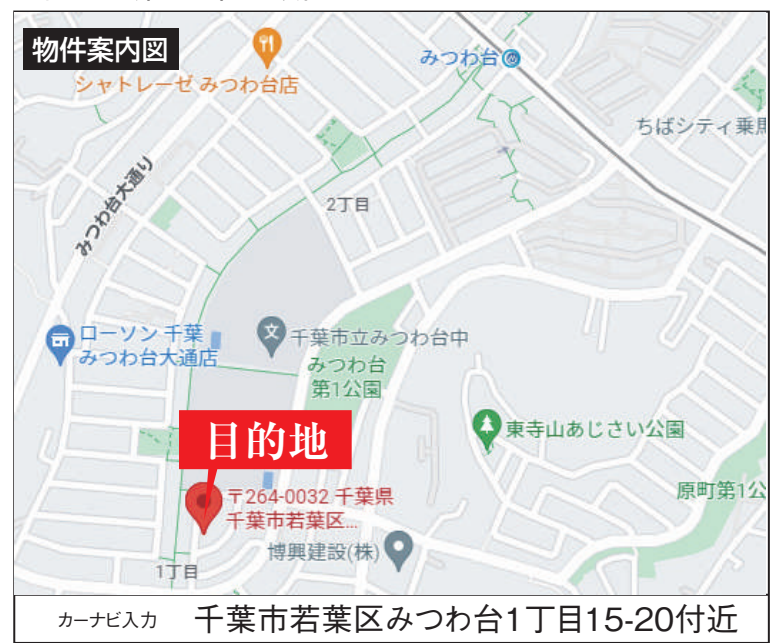 物件案内図
シャトレーゼ みつわ台店
みつわ台
ちばシティ乗馬
みつわ台大通り
2丁目
ローソン 千葉
みつわ台大通店
文
千葉市立みつわ台中
みつわ台
第1公園
目的地
東寺山あじさい公園
〒264-0032 千葉県
千葉市若葉区...
原町第1公
博興建設(株)
1丁目
カーナビ入力 千葉市若葉区みつわ台1丁目15-20付近